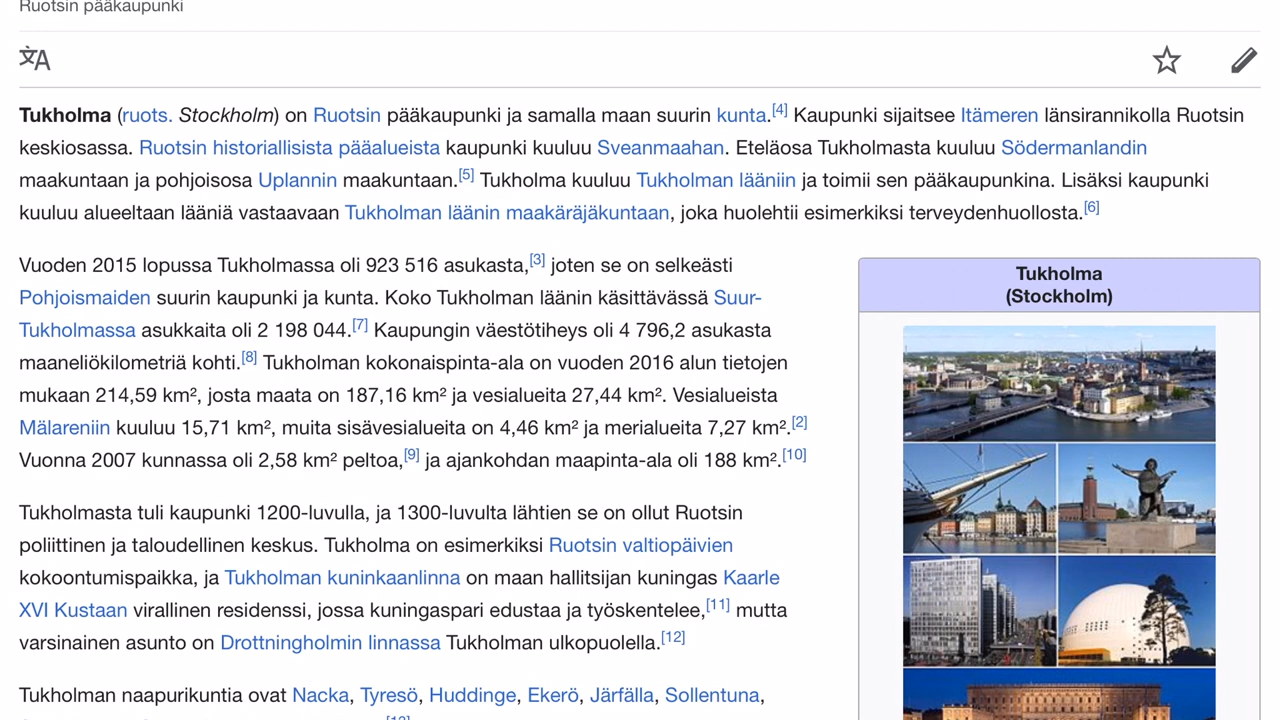 Ruotsin pääkaupunki
Tukholma (ruots. Stockholm) on Ruotsin pääkaupunki ja samalla maan suurin kunta.[4] Kaupunki sijaitsee Itämeren länsirannikolla Ruotsin
keskiosassa. Ruotsin historiallisista pääalueista kaupunki kuuluu Sveanmaahan. Eteläosa Tukholmasta kuuluu Södermanlandin
maakuntaan ja pohjoisosa Uplannin maakuntaan.[5] Tukholma kuuluu Tukholman lääniin ja toimii sen pääkaupunkina. Lisäksi kaupunki
kuuluu alueeltaan lääniä vastaavaan Tukholman läänin maakäräjäkuntaan, joka huolehtii esimerkiksi terveydenhuollosta.[6]
Vuoden 2015 lopussa Tukholmassa oli 923 516 asukasta,[3] joten se on selkeästi
Pohjoismaiden suurin kaupunki ja kunta. Koko Tukholman läänin käsittävässä Suur-
Tukholmassa asukkaita oli 2 198 044.[7] Kaupungin väestötiheys oli 4 796,2 asukasta
maaneliökilometriä kohti.[8] Tukholman kokonaispinta-ala on vuoden 2016 alun tietojen
mukaan 214,59 km², josta maata on 187,16 km² ja vesialueita 27,44 km². Vesialueista
Mälareniin kuuluu 15,71 km², muita sisävesialueita on 4,46 km² ja merialueita 7,27 km².[2]
Vuonna 2007 kunnassa oli 2,58 km² peltoa,[9] ja ajankohdan maapinta-ala oli 188 km².[10]
Tukholmasta tuli kaupunki 1200-luvulla, ja 1300-luvulta lähtien se on ollut Ruotsin
poliittinen ja taloudellinen keskus. Tukholma on esimerkiksi Ruotsin valtiopäivien
kokoontumispaikka, ja Tukholman kuninkaanlinna on maan hallitsijan kuningas Kaarle
XVI Kustaan virallinen residenssi, jossa kuningaspari edustaa ja työskentelee,[11] mutta
varsinainen asunto on Drottningholmin linnassa Tukholman ulkopuolella.[12]
Tukholman naapurikuntia ovat Nacka, Tyresö, Huddinge, Ekerö, Järfälla, Sollentuna,
Tukholma
(Stockholm)